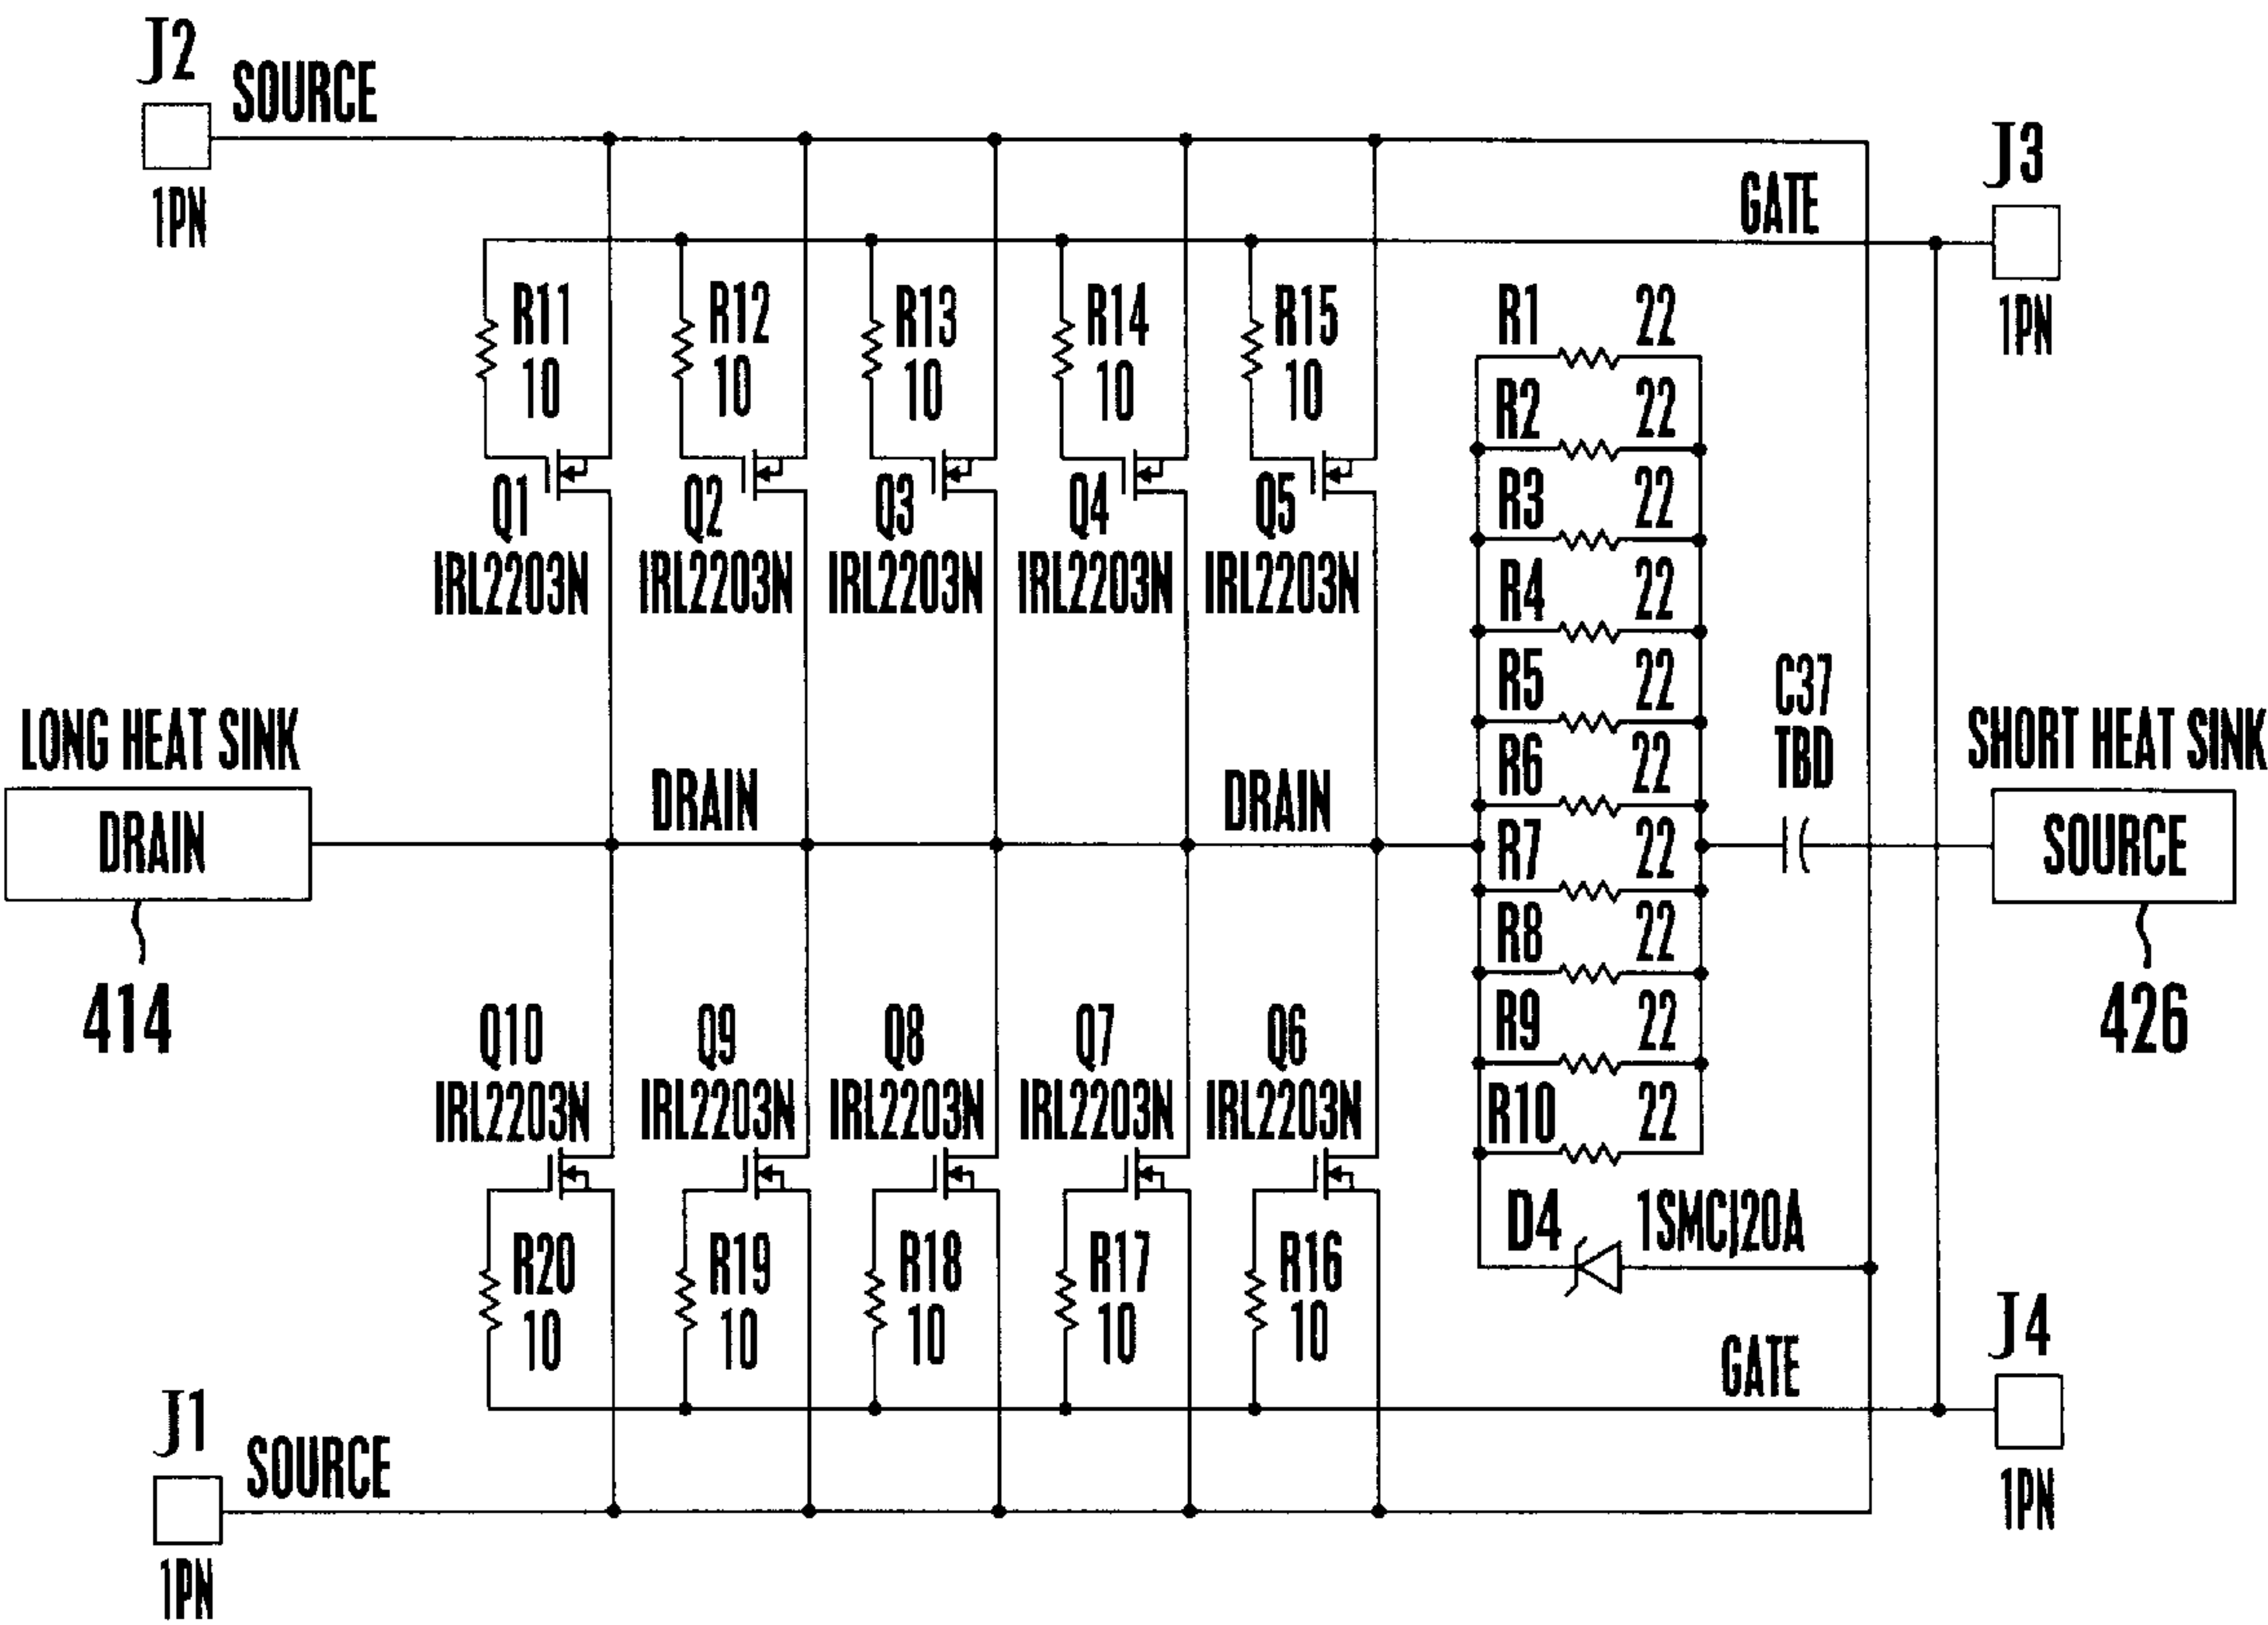 J2
SOURCE
1PN
J3
GATE
1PN
R11
10
R12
10
R13
10
R14
10
R15
10
R1 22
R2 22
R3 22
R4 22
R5 22
R6 22
R7 22
R8 22
R9 22
R10 22
Q1
IRL2203N
Q2
IRL2203N
Q3
IRL2203N
Q4
IRL2203N
Q5
IRL2203N
C37
TBD
LONG HEAT SINK
DRAIN
414
DRAIN
DRAIN
SHORT HEAT SINK
SOURCE
426
Q10
IRL2203N
Q9
IRL2203N
Q8
IRL2203N
Q7
IRL2203N
Q6
IRL2203N
R20
10
R19
10
R18
10
R17
10
R16
10
D4 1SMCJ20A
GATE
J4
1PN
J1
SOURCE
1PN